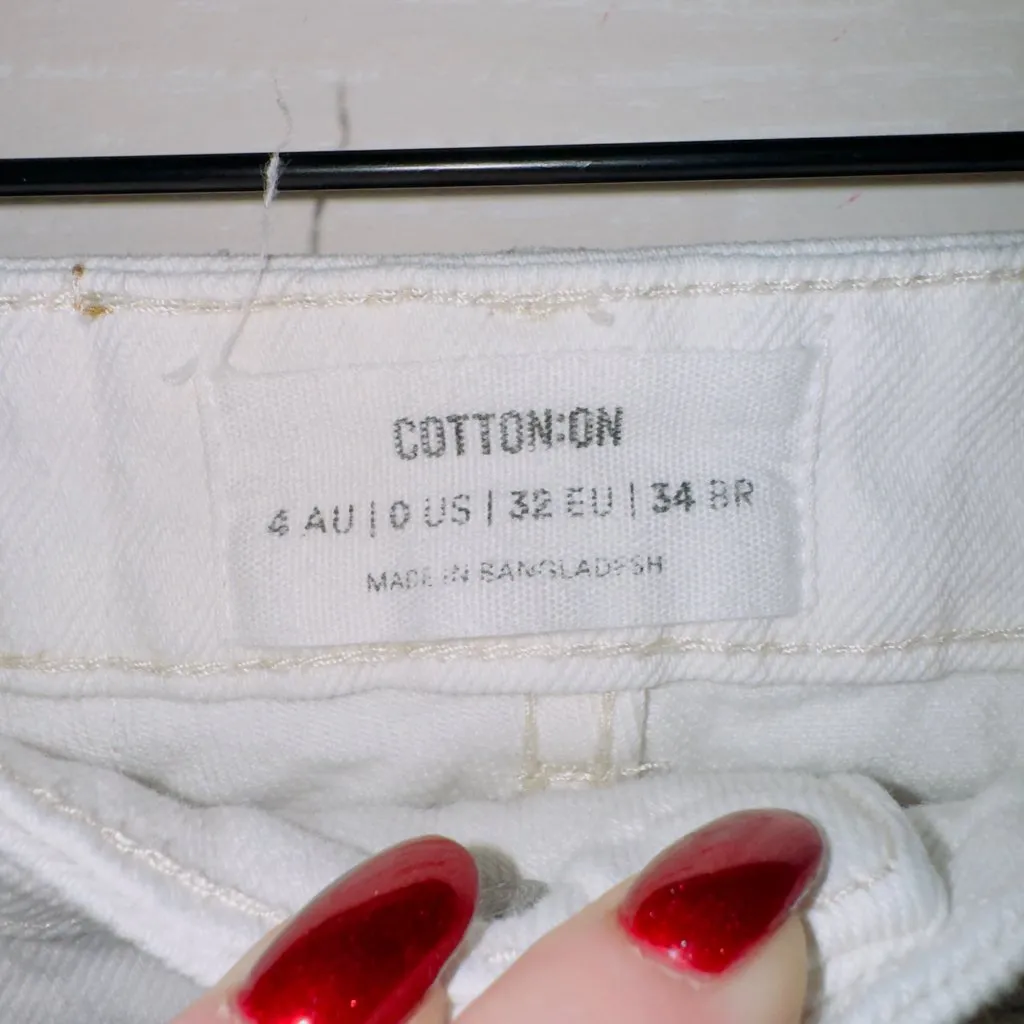 COTTON:ON
4 AU | 0 US | 32 EU | 34 BR
MADE IN BANGLADESH